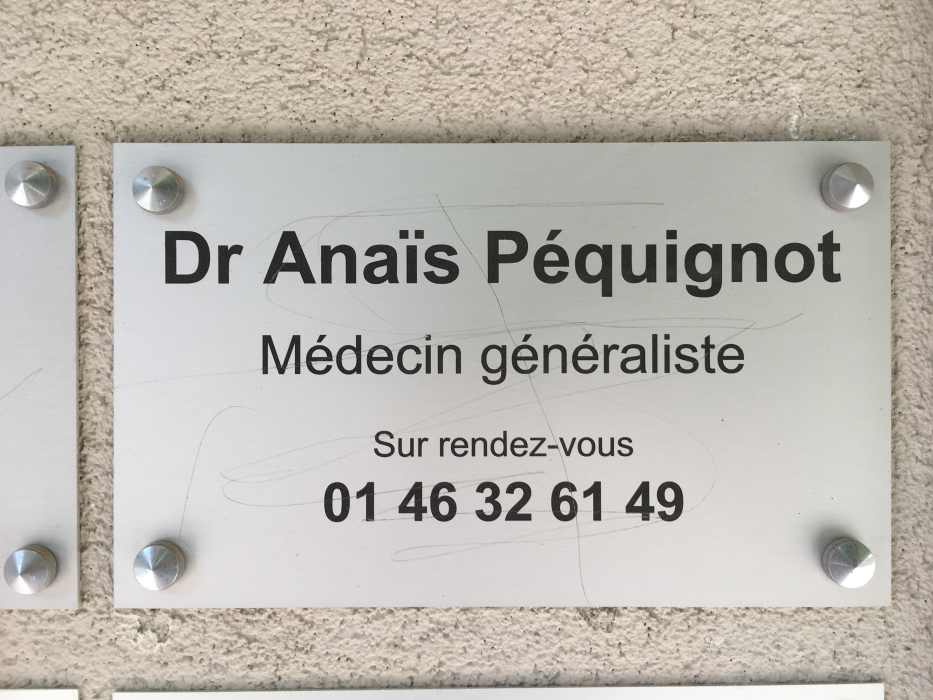 Dr Anaïs Péquignot
Médecin généraliste
Sur rendez-vous
01 46 32 61 49